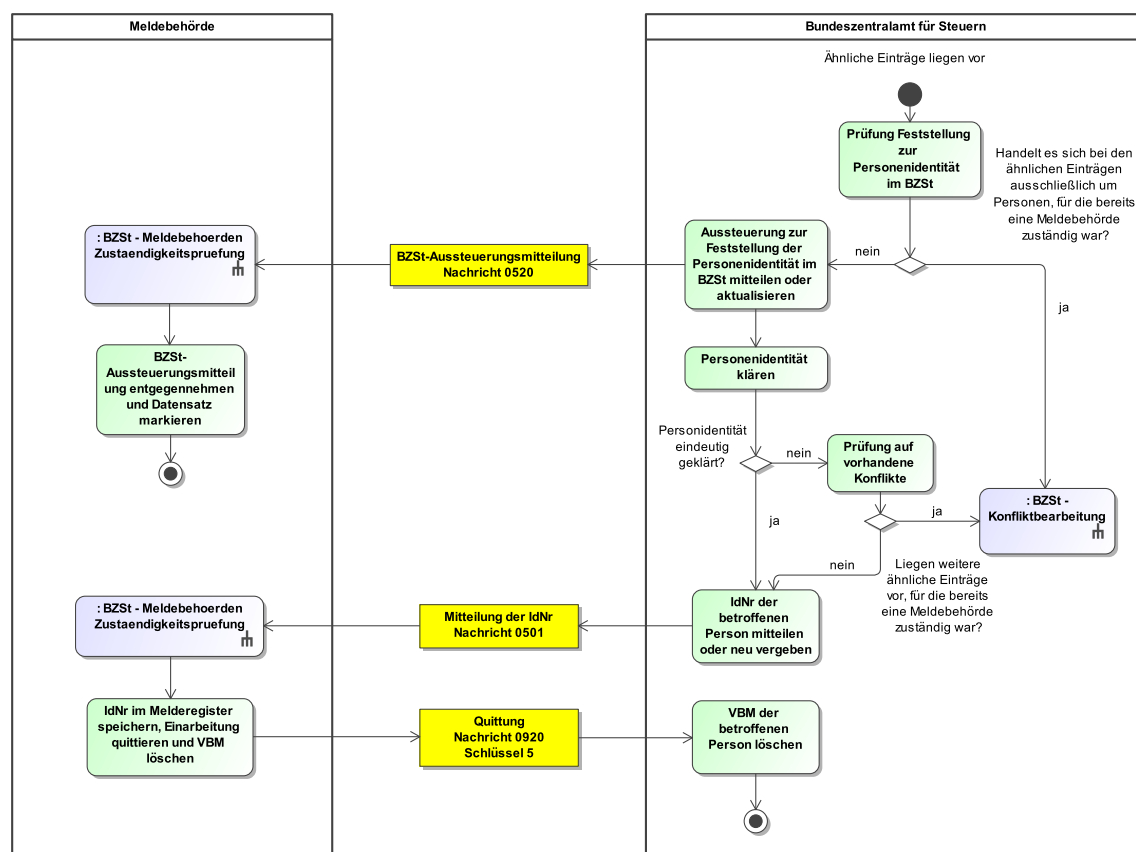 Meldebehörde
Bundeszentralamt für Steuern
Ähnliche Einträge liegen vor
Prüfung Feststellung
zur
Personenidentität
im BZSt
Handelt es sich bei den
ähnlichen Einträgen
ausschließlich um
Personen, für die bereits
eine Meldebehörde
zuständig war?
nein
ja
Aussteuerung zur
Feststellung der
Personenidentität im
BZSt mitteilen oder
aktualisieren
BZSt-Aussteuerungsmitteilung
Nachricht 0520
: BZSt - Meldebehoerden
Zustaendigkeitspruefung
BZSt-
Aussteuerungsmitteil
ung entgegennehmen
und Datensatz
markieren
Personenidentität
klären
Personidentität
eindeutig
geklärt?
nein
ja
Prüfung auf
vorhandene
Konflikte
ja
nein
: BZSt -
Konfliktbearbeitung
Liegen weitere
ähnliche Einträge
vor, für die bereits
eine Meldebehörde
zuständig war?
IdNr der
betroffenen
Person mitteilen
oder neu vergeben
Mitteilung der IdNr
Nachricht 0501
: BZSt - Meldebehoerden
Zustaendigkeitspruefung
IdNr im Melderegister
speichern, Einarbeitung
quittieren und VBM
löschen
Quittung
Nachricht 0920
Schlüssel 5
VBM der
betroffenen
Person löschen